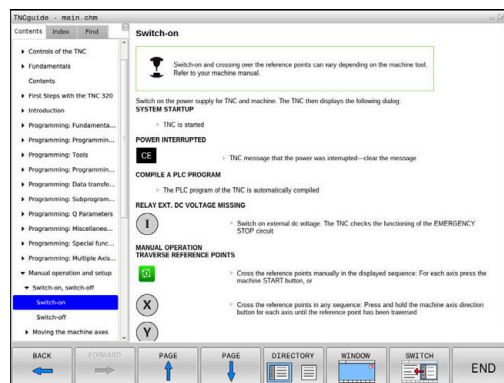 TNCguide - main.chm
Contents Index Find
Controls of the TNC
Fundamentals
Contents
First Steps with the TNC 320
Introduction
Programming: Fundamenta...
Programming: Programmin...
Programming: Tools
Programming: Programmin...
Programming: Data transfe...
Programming: Subprogram...
Programming: Q Parameters
Programming: Miscellaneo...
Programming: Special func...
Programming: Multiple Axis...
Manual operation and setup
Switch-on, switch-off
Switch-on
Switch-off
Moving the machine axes
Switch-on
Switch-on and crossing over the reference points can vary depending on the machine tool.
Refer to your machine manual.
Switch on the power supply for TNC and machine. The TNC then displays the following dialog:
SYSTEM STARTUP
TNC is started
POWER INTERRUPTED
CE
TNC message that the power was interrupted—clear the message
COMPILE A PLC PROGRAM
The PLC program of the TNC is automatically compiled
RELAY EXT. DC VOLTAGE MISSING
I
Switch on external dc voltage. The TNC checks the functioning of the EMERGENCY
STOP circuit
MANUAL OPERATION
TRAVERSE REFERENCE POINTS
Cross the reference points manually in the displayed sequence: For each axis press the
machine START button, or
X
Cross the reference points in any sequence: Press and hold the machine axis direction
button for each axis until the reference point has been traversed
Y
BACK FORWARD PAGE PAGE DIRECTORY WINDOW SWITCH END